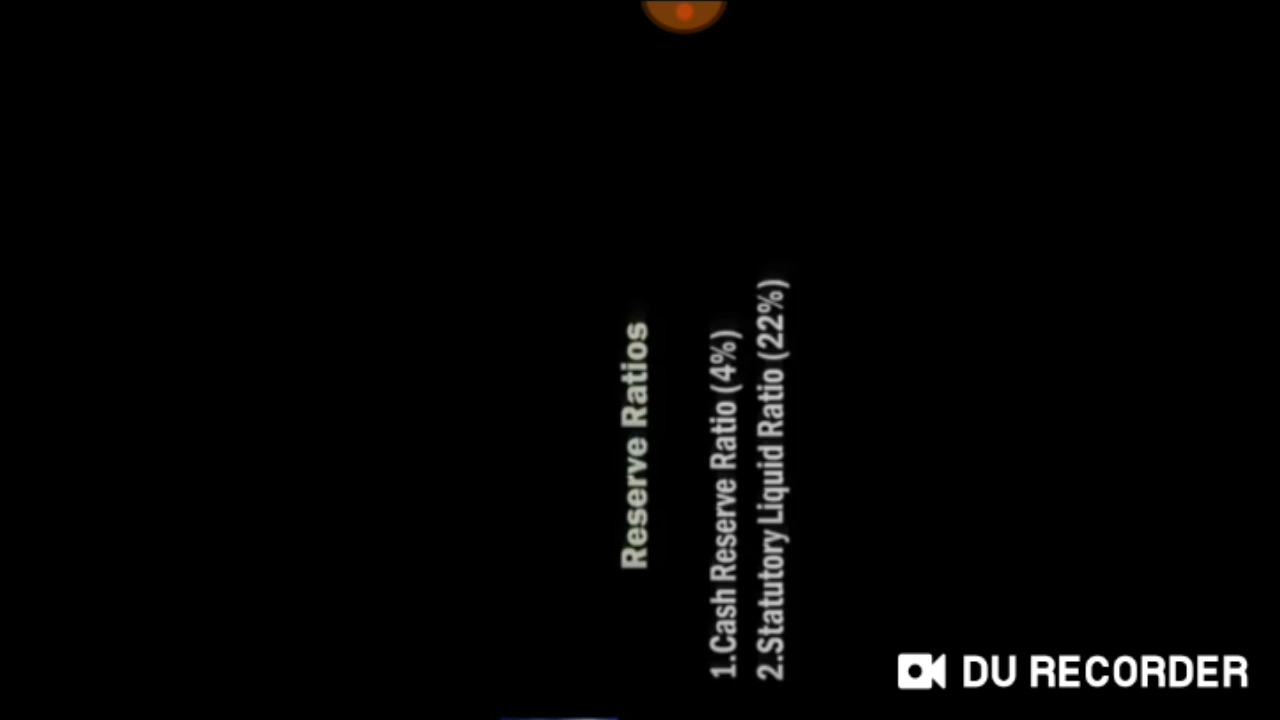 Reserve Ratios
1.Cash Reserve Ratio (4%)
2.Statutory Liquid Ratio (22%)
DU RECORDER